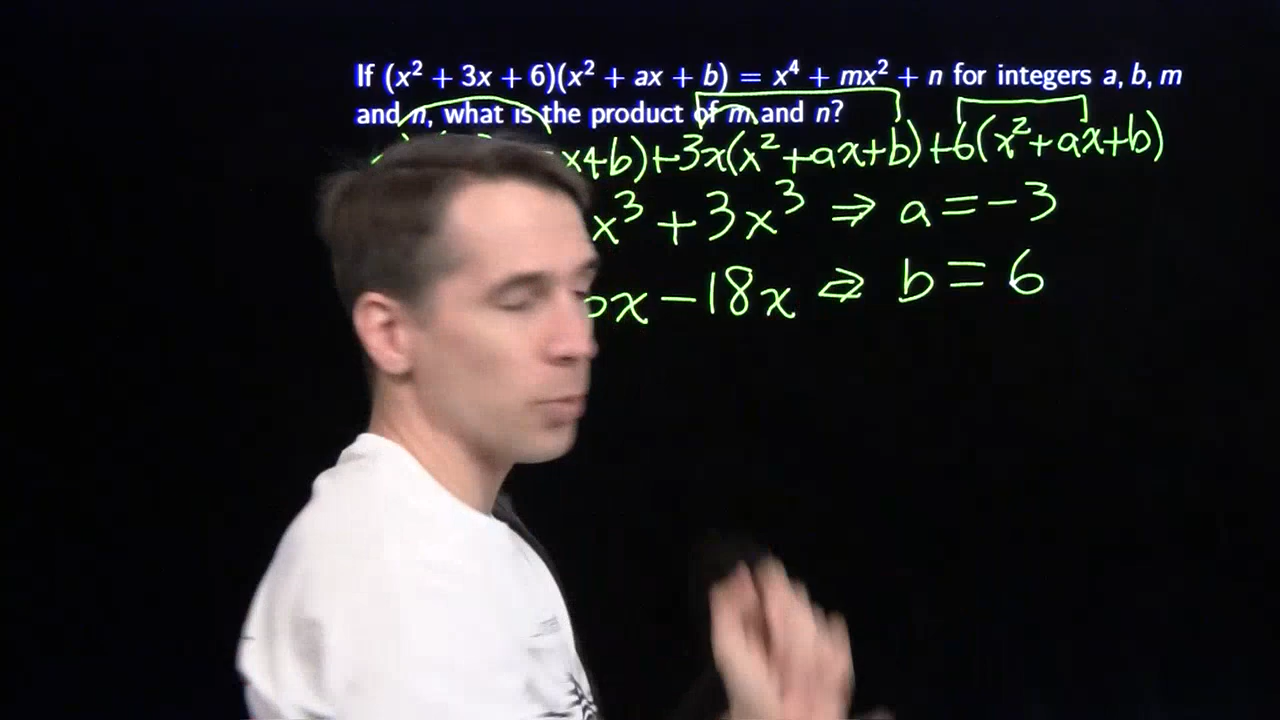 If (x² + 3x + 6)(x² + ax + b) = x⁴ + mx² + n for integers a, b, m
and n, what is the product of m and n?
x+b)+3x(x²+ax+b)+6(x²+ax+b)
x³+3x³⇒a=-3
x-18x⇒b=6